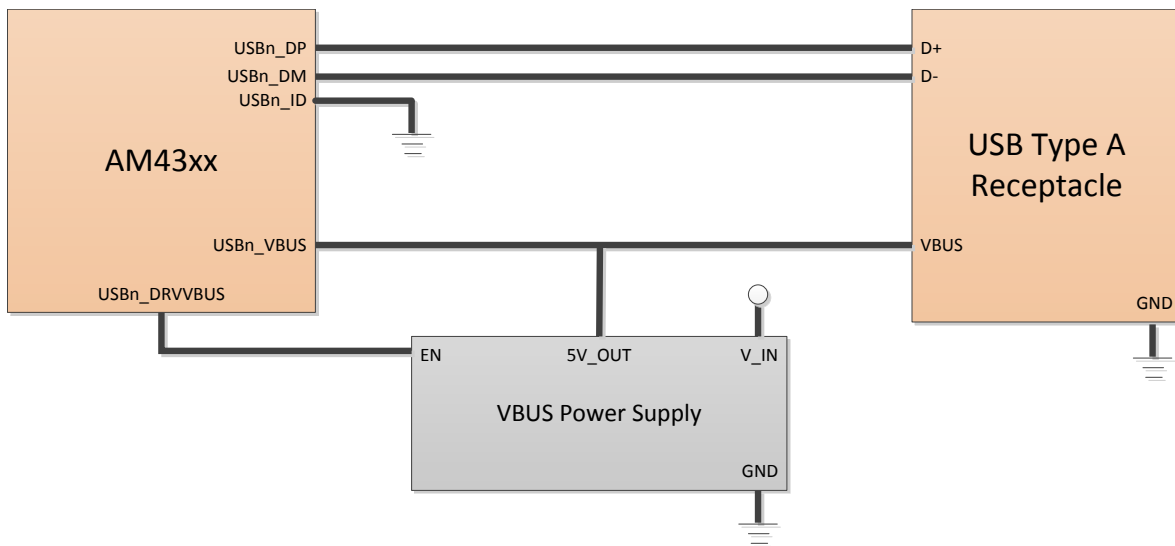 USBn_DP
USBn_DM
USBn_ID
AM43xx
USBn_VBUS
USBn_DRVVBUS
D+
D-
USB Type A
Receptacle
VBUS
GND
EN
5V_OUT
V_IN
VBUS Power Supply
GND